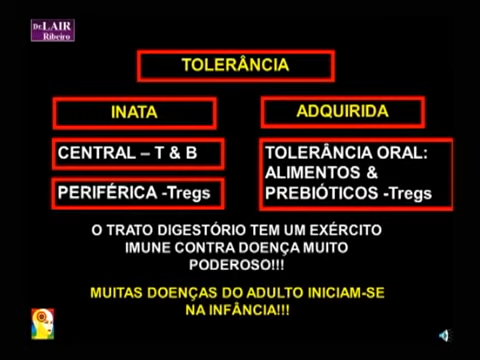 Dr. LAIR
Ribeiro
TOLERÂNCIA
INATA
ADQUIRIDA
CENTRAL – T & B
PERIFÉRICA -Tregs
TOLERÂNCIA ORAL:
ALIMENTOS &
PREBIÓTICOS -Tregs
O TRATO DIGESTÓRIO TEM UM EXÉRCITO
IMUNE CONTRA DOENÇA MUITO
PODEROSO!!!
MUITAS DOENÇAS DO ADULTO INICIAM-SE
NA INFÂNCIA!!!